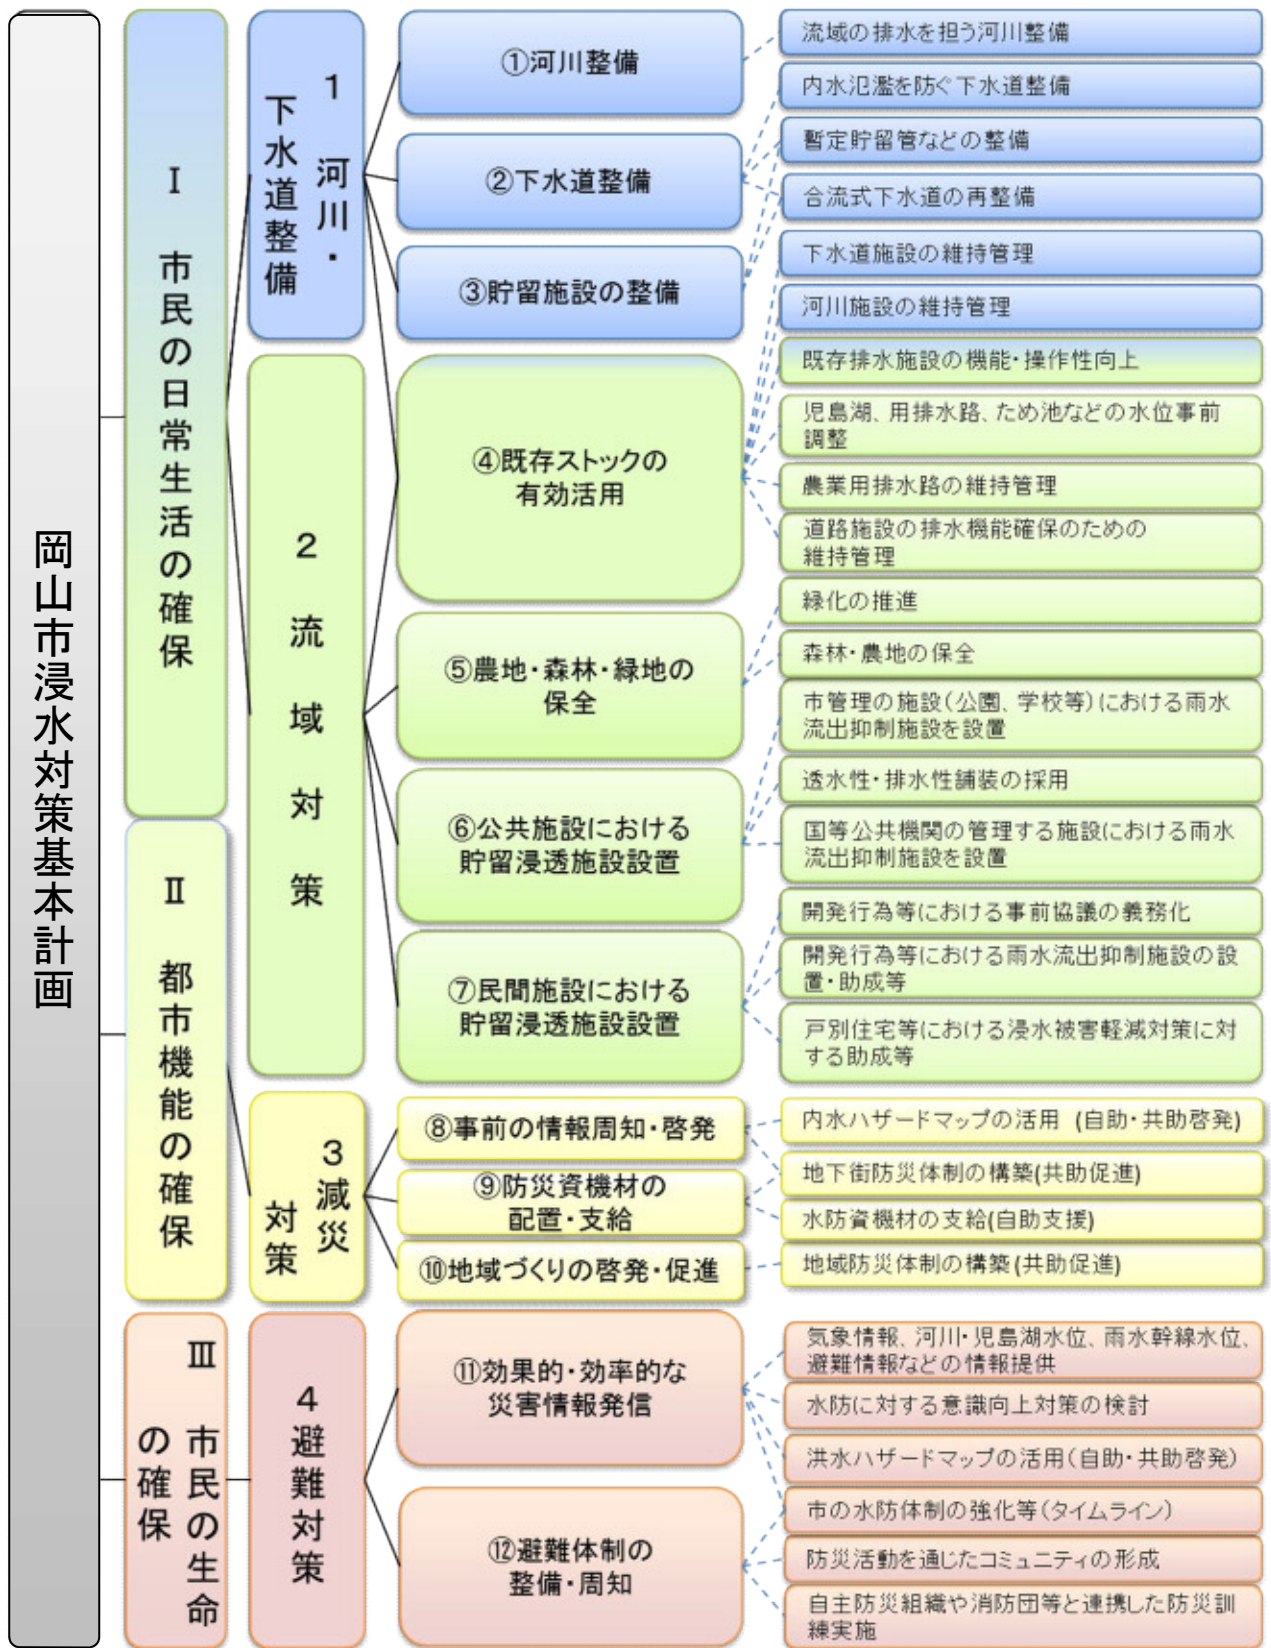 岡山市浸水対策基本計画
Ⅰ　市民の日常生活の確保
Ⅱ　都市機能の確保
Ⅲ　市民の生命
の確保
1　河川・
下水道整備
2　流域対策
3減災
対策
4避難対策
①河川整備
②下水道整備
③貯留施設の整備
④既存ストックの
有効活用
⑤農地・森林・緑地の
保全
⑥公共施設における
貯留浸透施設設置
⑦民間施設における
貯留浸透施設設置
⑧事前の情報周知・啓発
⑨防災資機材の
配置・支給
⑩地域づくりの啓発・促進
⑪効果的・効率的な
災害情報発信
⑫避難体制の
整備・周知
流域の排水を担う河川整備
内水氾濫を防ぐ下水道整備
暫定貯留管などの整備
合流式下水道の再整備
下水道施設の維持管理
河川施設の維持管理
既存排水施設の機能・操作性向上
児島湖、用排水路、ため池などの水位事前
調整
農業用排水路の維持管理
道路施設の排水機能確保のための
維持管理
緑化の推進
森林・農地の保全
市管理の施設(公園、学校等)における雨水
流出抑制施設を設置
透水性・排水性舗装の採用
国等公共機関の管理する施設における雨水
流出抑制施設を設置
開発行為等における事前協議の義務化
開発行為等における雨水流出抑制施設の設
置・助成等
戸別住宅等における浸水被害軽減対策に対
する助成等
内水ハザードマップの活用 (自助・共助啓発)
地下街防災体制の構築(共助促進)
水防資機材の支給(自助支援)
地域防災体制の構築(共助促進)
気象情報、河川・児島湖水位、雨水幹線水位、
避難情報などの情報提供
水防に対する意識向上対策の検討
洪水ハザードマップの活用(自助・共助啓発)
市の水防体制の強化等(タイムライン)
防災活動を通じたコミュニティの形成
自主防災組織や消防団等と連携した防災訓
練実施